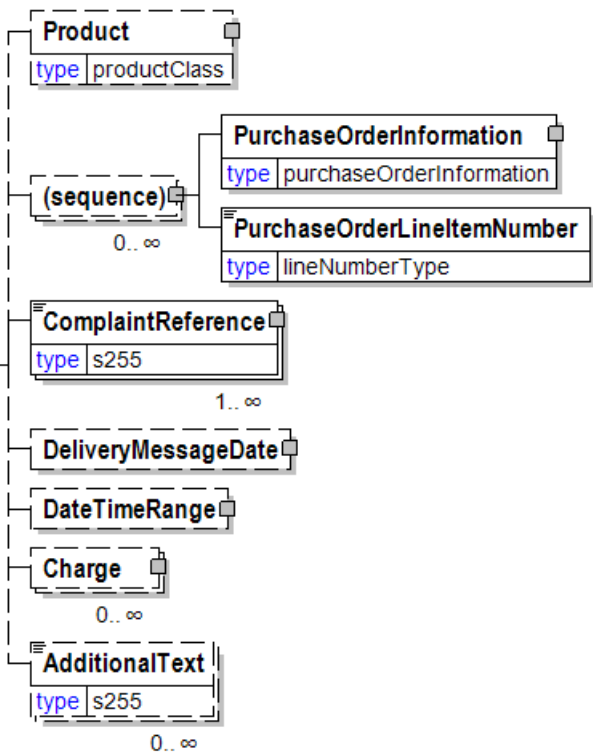 Product
type productClass
PurchaseOrderInformation
type purchaseOrderInformation
(sequence)
0.. ∞
PurchaseOrderLineItemNumber
type lineNumberType
ComplaintReference
type s255
1.. ∞
DeliveryMessageDate
DateTimeRange
Charge
0.. ∞
AdditionalText
type s255
0.. ∞